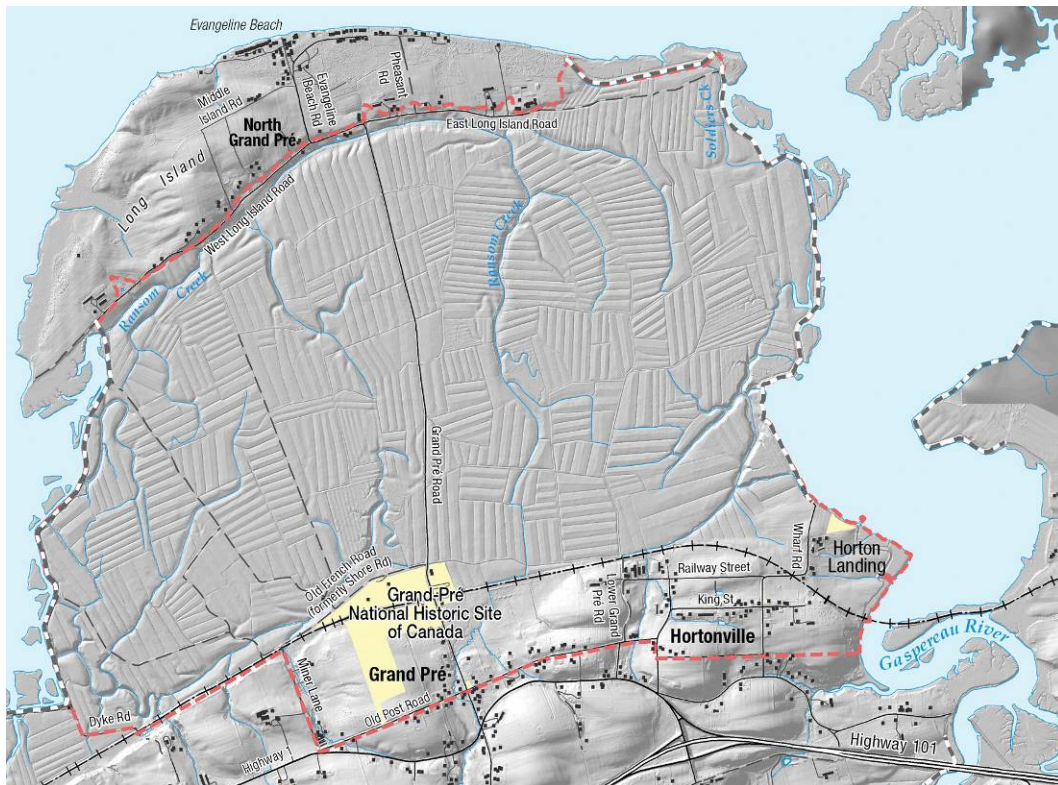 Evangeline Beach
Middle
Island Rd
Evangeline
Beach Rd
Pheasant
Rd
North
Grand Pré
East Long Island Road
Soldiers Ck
Long Island
West Long Island Road
Ransom Creek
Ransom Creek
Grand Pré Road
Old French Road
(formerly Shore Rd)
Wharf Rd
Horton
Landing
Railway Street
Lower Grand
Pré Rd
King St
Grand-Pré
National Historic Site
of Canada
Hortonville
Gaspereau River
Grand Pré
Miner Lane
Old Post Road
Dyke Rd
Highway 1
Highway 101